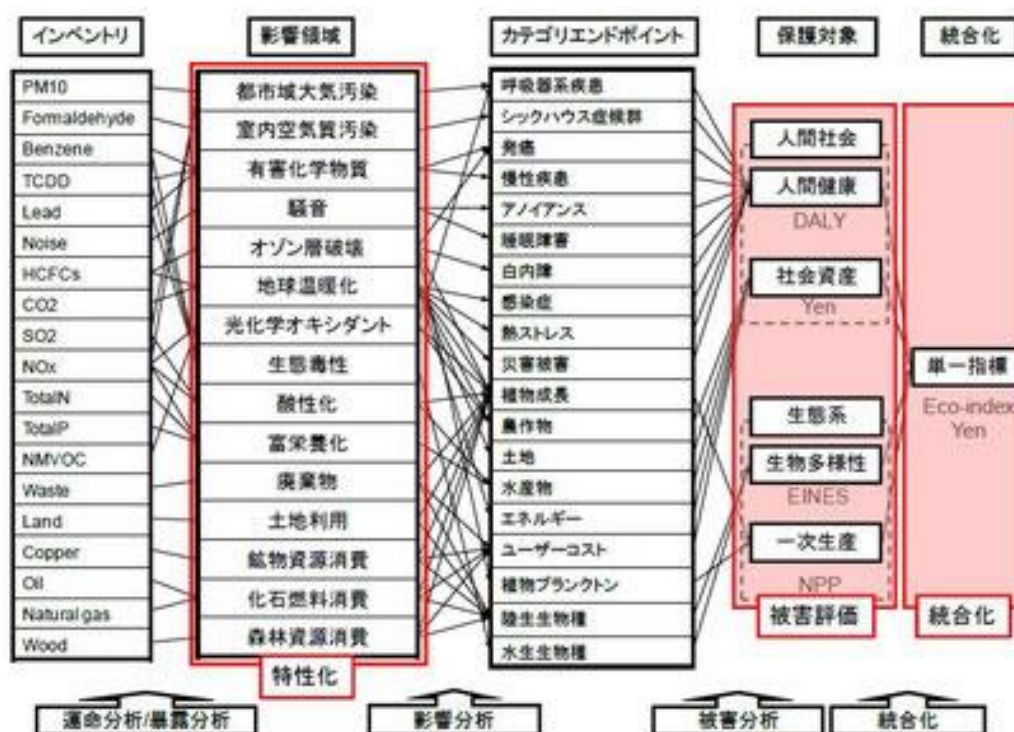 インベントリ
影響領域
カテゴリエンドポイント
保護対象
統合化
PM10
Formaldehyde
Benzene
TCDD
Lead
Noise
HCFCs
CO2
SO2
NOx
TotalN
TotalP
NMVOC
Waste
Land
Copper
Oil
Natural gas
Wood
都市域大気汚染
室内空気質汚染
有害化学物質
騒音
オゾン層破壊
地球温暖化
光化学オキシダント
生態毒性
酸性化
富栄養化
廃棄物
土地利用
鉱物資源消費
化石燃料消費
森林資源消費
特性化
呼吸器系疾患
シックハウス症候群
発癌
慢性疾患
アノイアンス
睡眠障害
白内障
感染症
熱ストレス
災害被害
植物成長
農作物
土地
水産物
エネルギー
ユーザーコスト
植物プランクトン
陸生生物種
水生生物種
人間社会
人間健康
DALY
社会資産
Yen
生態系
生物多様性
EINES
一次生産
NPP
被害評価
単一指標
Eco-index
Yen
統合化
運命分析/暴露分析
影響分析
被害分析
統合化